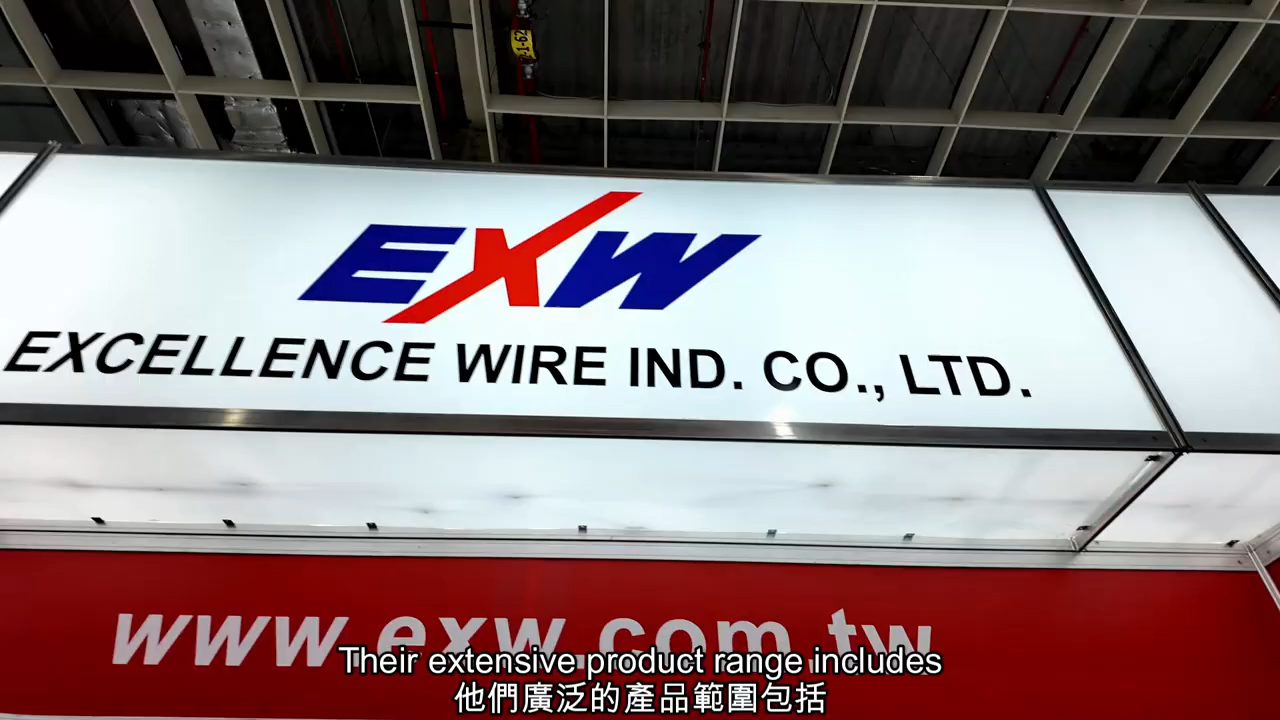 EXW
EXCELLENCE WIRE IND. CO., LTD.
www.exw.com.tw
Their extensive product range includes
他們廣泛的產品範圍包括